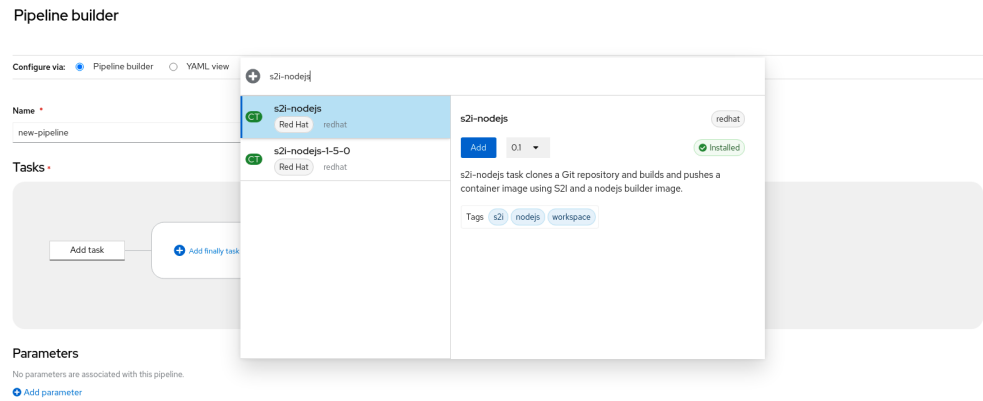 Pipeline builder
Configure via: Pipeline builder YAML view
s2i-nodejs
Name *
new-pipeline
Tasks *
Add task
Add finally task
CT s2i-nodejs
Red Hat redhat
CT s2i-nodejs-1-5-0
Red Hat redhat
s2i-nodejs redhat
Add 0.1 Installed
s2i-nodejs task clones a Git repository and builds and pushes a
container image using S2I and a nodejs builder image.
Tags s2i nodejs workspace
Parameters
No parameters are associated with this pipeline.
Add parameter